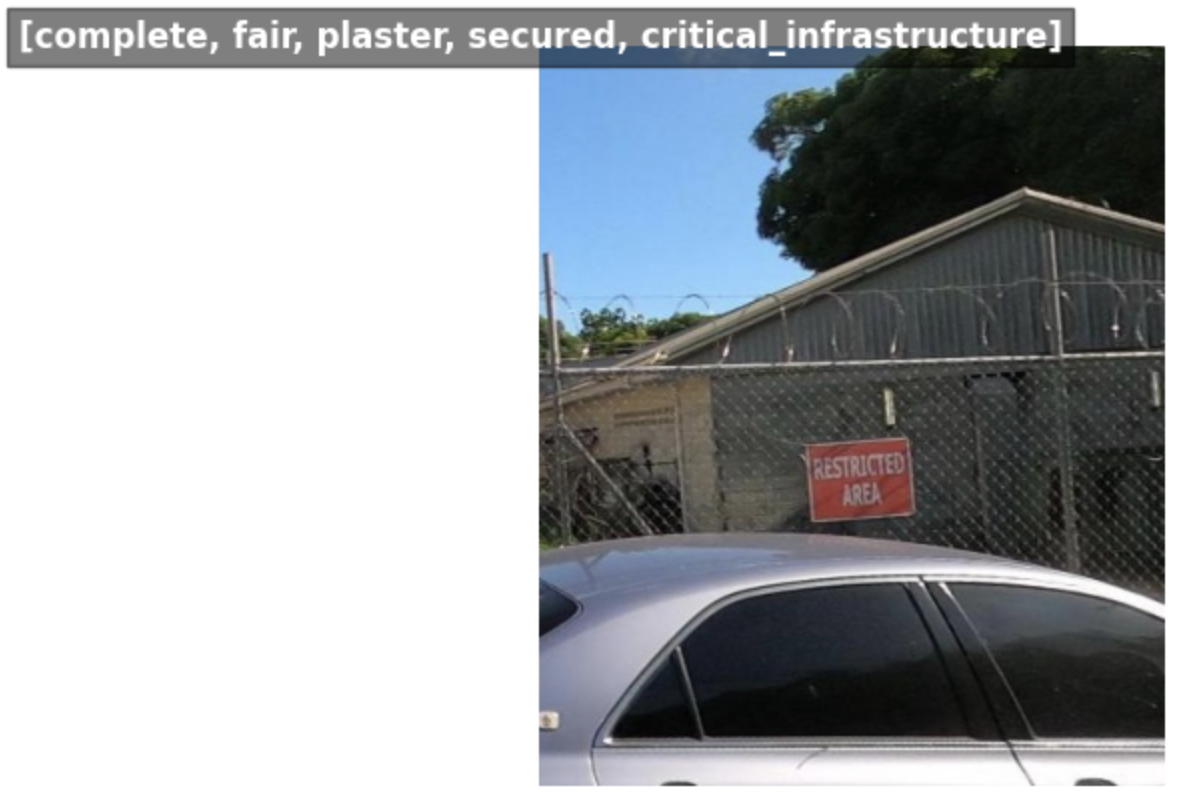 [complete, fair, plaster, secured, critical_infrastructure]
RESTRICTED
AREA